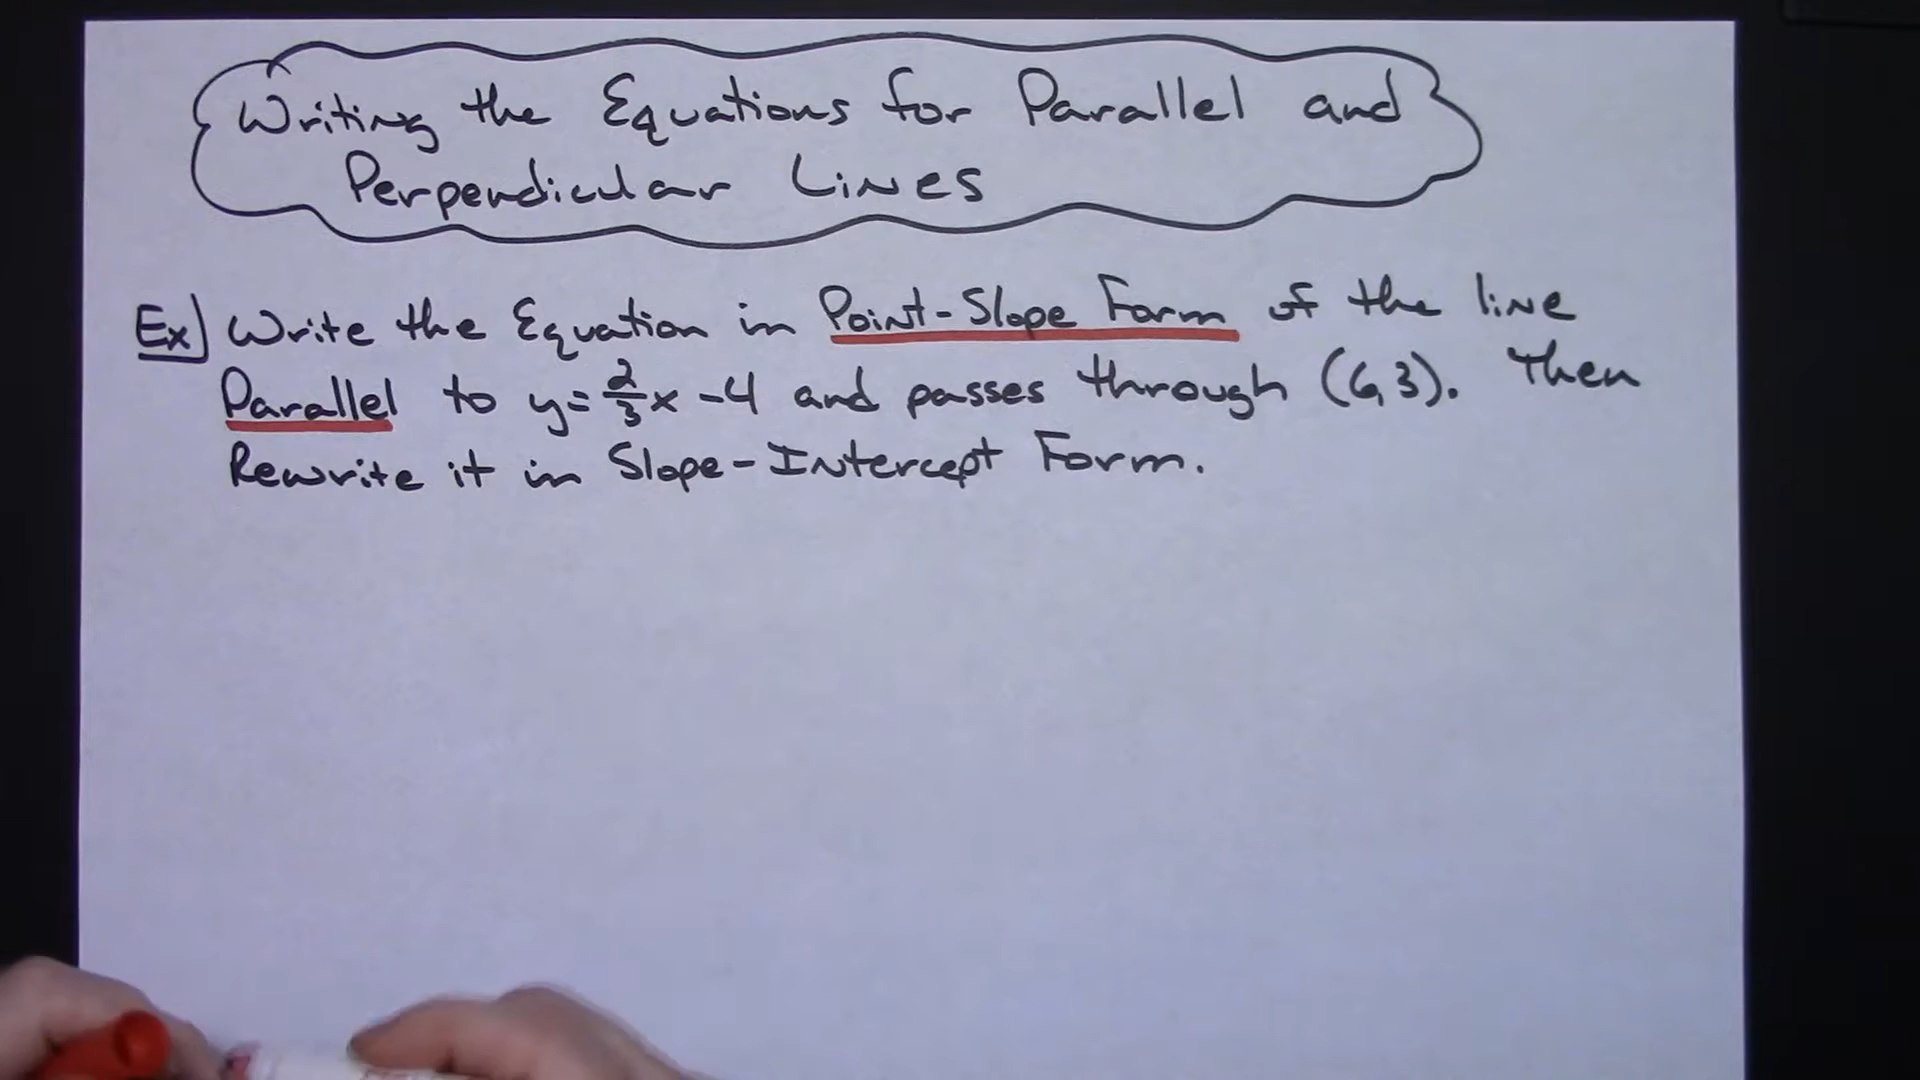 Writing the Equations for Parallel and
Perpendicular Lines
Ex) Write the Equation in Point-Slope Form of the line
Parallel to y=2/3x-4 and passes through (6,3). Then
Rewrite it in Slope-Intercept Form.